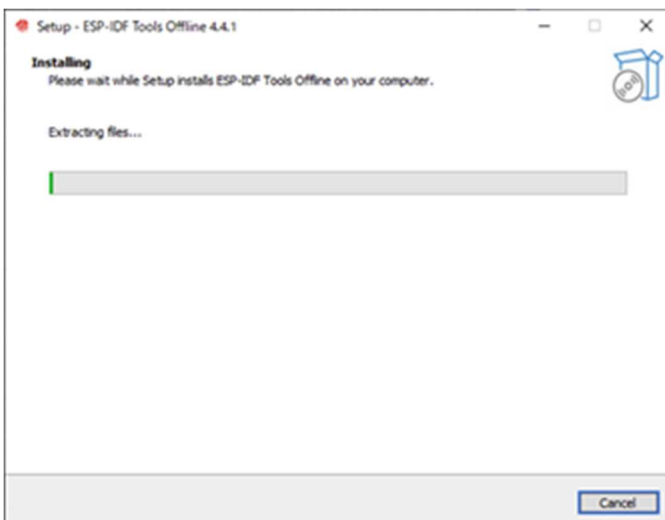 Setup - ESP-IDF Tools Offline 4.4.1
Installing
Please wait while Setup installs ESP-IDF Tools Offline on your computer.
Extracting files...
Cancel